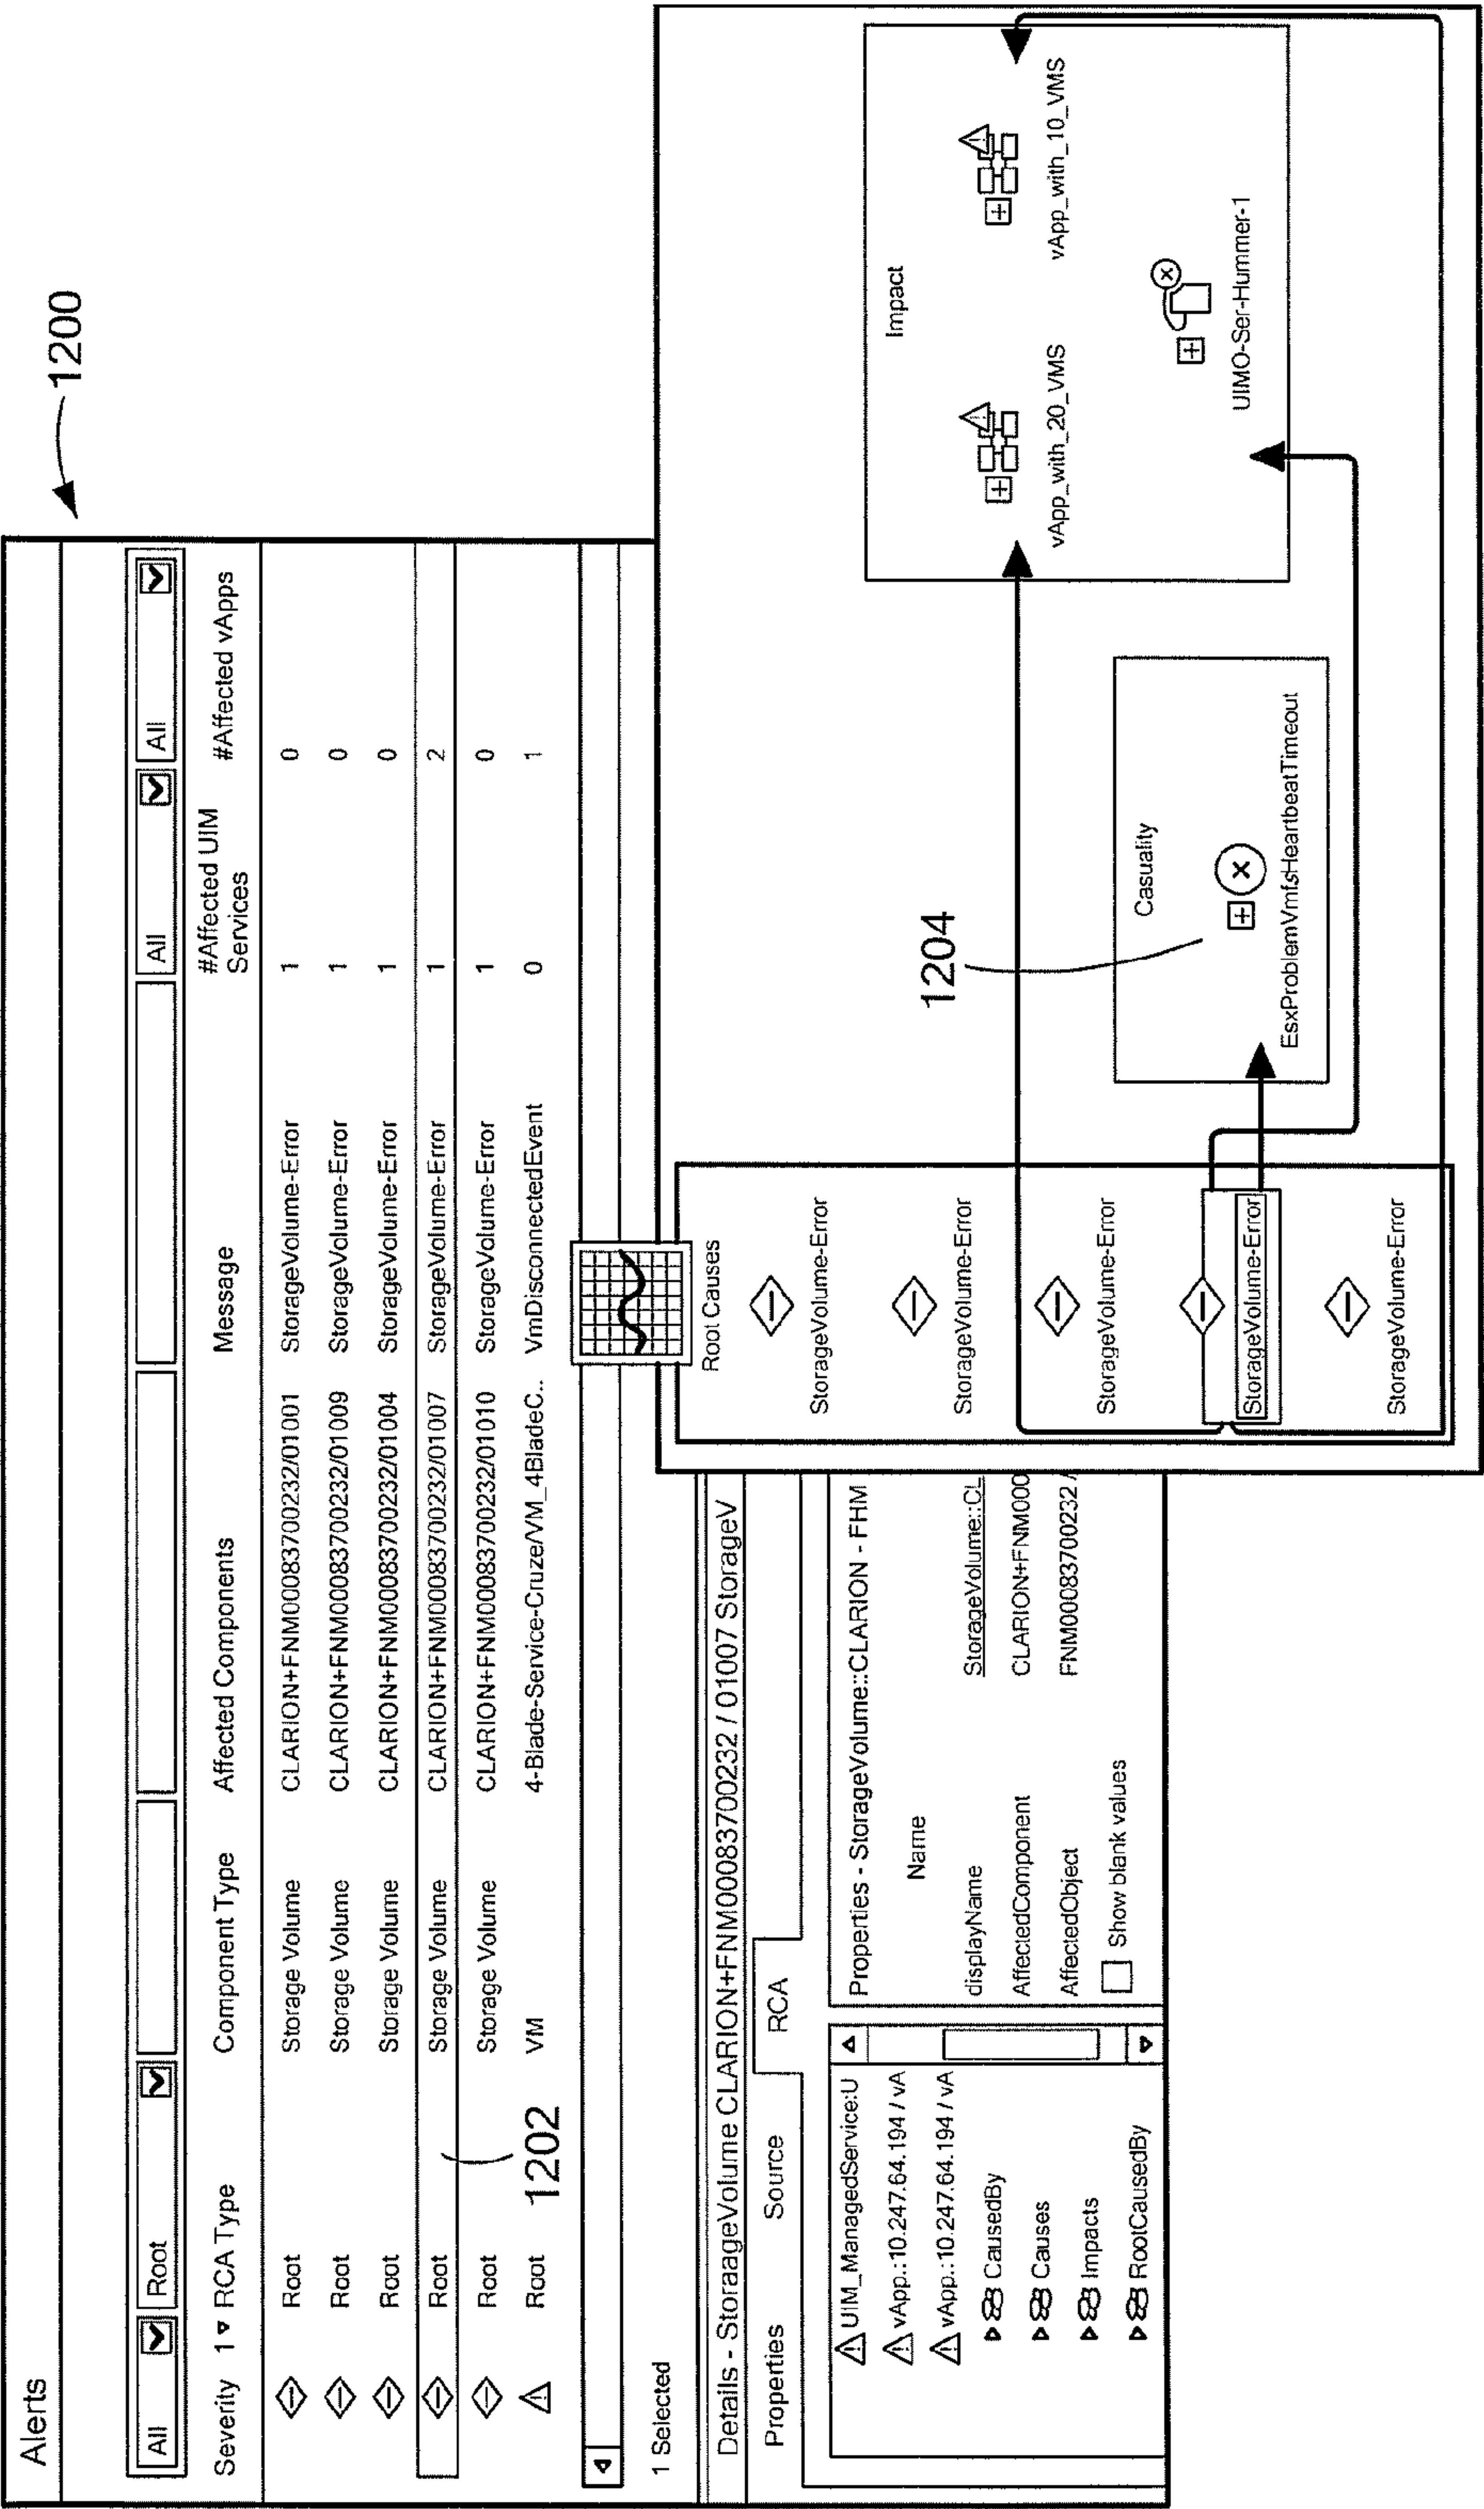 1200
Alerts
All Root All All
Severity 1 RCA Type Component Type Affected Components Message #Affected UIM Services #Affected vApps
Root Storage Volume CLARION+FNM00083700232/01001 StorageVolume-Error 1 0
Root Storage Volume CLARION+FNM00083700232/01009 StorageVolume-Error 1 0
Root Storage Volume CLARION+FNM00083700232/01004 StorageVolume-Error 1 0
Root Storage Volume CLARION+FNM00083700232/01007 StorageVolume-Error 1 2
Root Storage Volume CLARION+FNM00083700232/01010 StorageVolume-Error 1 0
Root VM 4-Blade-Service-Cruze/VM_4BladeC.. VmDisconnectedEvent 0 1
1202
1 Selected
Details - StoraageVolume CLARION+FNM00083700232 / 01007 StorageV
Properties Source RCA
UIM_ManagedService:U
vApp.:10.247.64.194 / vA
vApp.:10.247.64.194 / vA
CausedBy
Causes
Impacts
RootCausedBy
Properties - StorageVolume::CLARION - FHM
Name
displayName StorageVolume::CL
AffectedComponent CLARION+FNM000
AffectedObject FNM00083700232 /
Show blank values
Root Causes
StorageVolume-Error
StorageVolume-Error
StorageVolume-Error
StorageVolume-Error
StorageVolume-Error
1204
Casuality
EsxProblemVmfsHeartbeatTimeout
Impact
vApp_with_20_VMS
vApp_with_10_VMS
UIMO-Ser-Hummer-1